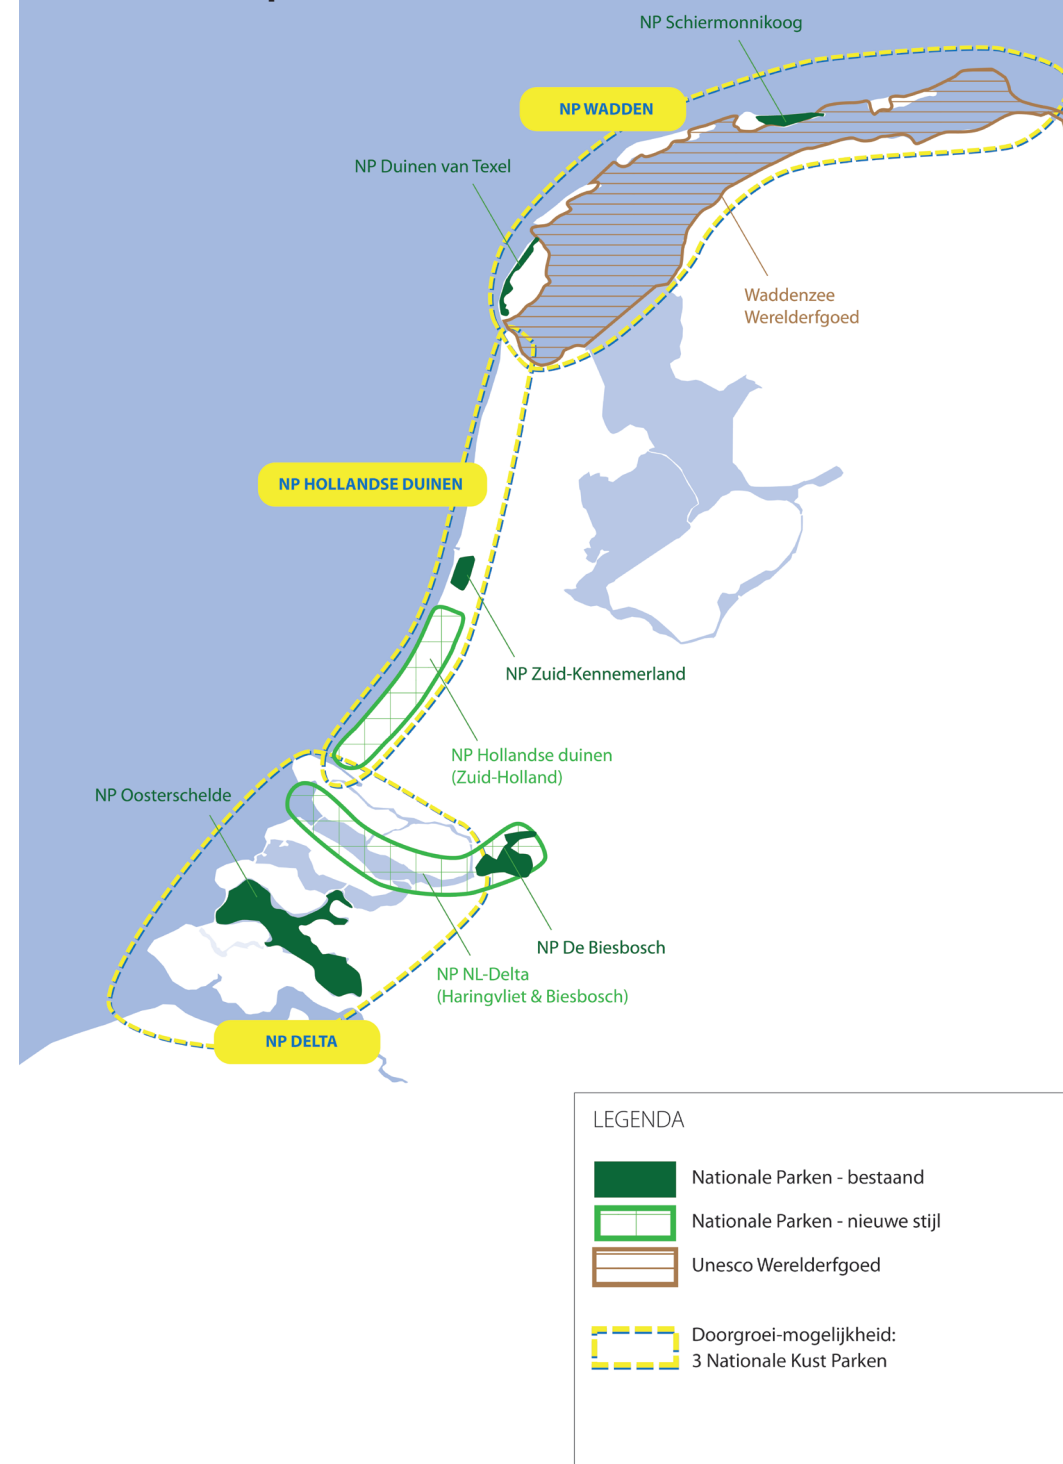 NP Schiermonnikoog
NP WADDEN
NP Duinen van Texel
Waddenzee
Werelderfgoed
NP HOLLANDSE DUINEN
NP Zuid-Kennemerland
NP Hollandse duinen
(Zuid-Holland)
NP Oosterschelde
NP De Biesbosch
NP NL-Delta
(Haringvliet & Biesbosch)
NP DELTA
LEGENDA
Nationale Parken - bestaand
Nationale Parken - nieuwe stijl
Unesco Werelderfgoed
Doorgroei-mogelijkheid:
3 Nationale Kust Parken